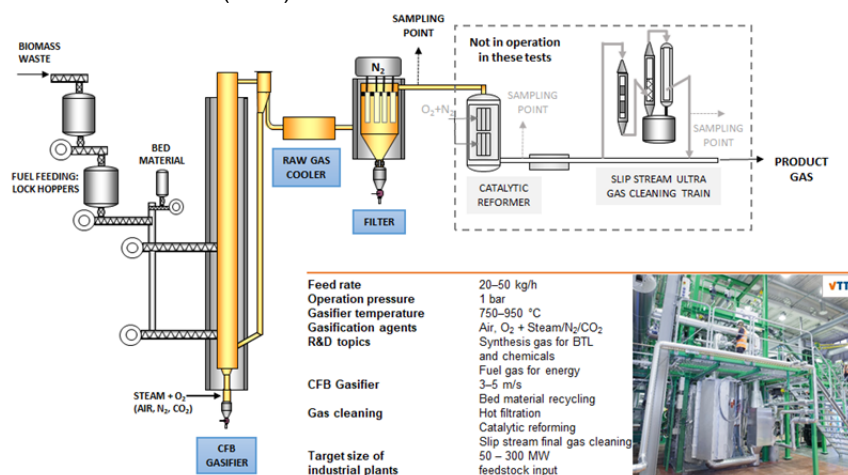 SAMPLING
POINT
BIOMASS
WASTE
Not in operation
in these tests
N2
O2+N2
SAMPLING
POINT
BED
MATERIAL
SAMPLING
POINT
FUEL FEEDING:
LOCK HOPPERS
RAW GAS
COOLER
PRODUCT
GAS
CATALYTIC
REFORMER
SLIP STREAM ULTRA
GAS CLEANING TRAIN
FILTER
Feed rate 20–50 kg/h
Operation pressure 1 bar
Gasifier temperature 750–950 °C
Gasification agents Air, O2 + Steam/N2/CO2
R&D topics Synthesis gas for BTL
and chemicals
Fuel gas for energy
CFB Gasifier 3–5 m/s
Bed material recycling
Gas cleaning Hot filtration
Catalytic reforming
Slip stream final gas cleaning
Target size of 50 – 300 MW
industrial plants feedstock input
VTT
STEAM + O2
(AIR, N2, CO2)
CFB
GASIFIER